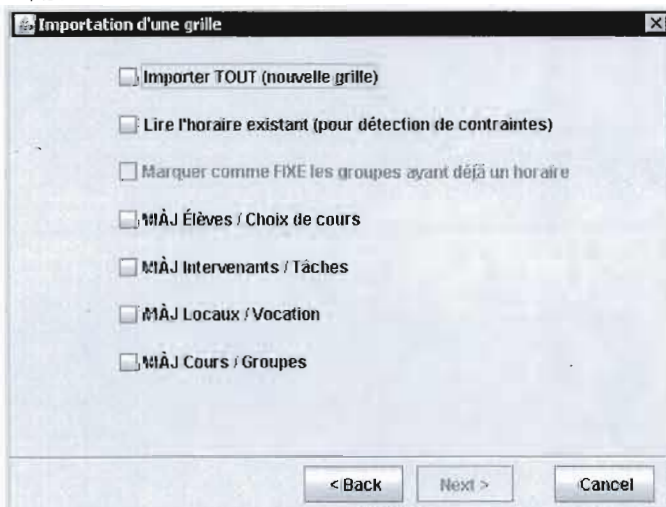 Importation d'une grille
Importer TOUT (nouvelle grille)
Lire l'horaire existant (pour détection de contraintes)
Marquer comme FIXE les groupes ayant déjà un horaire
MÀJ Élèves / Choix de cours
MÀJ Intervenants / Tâches
MÀJ Locaux / Vocation
MÀJ Cours / Groupes
< Back Next > Cancel